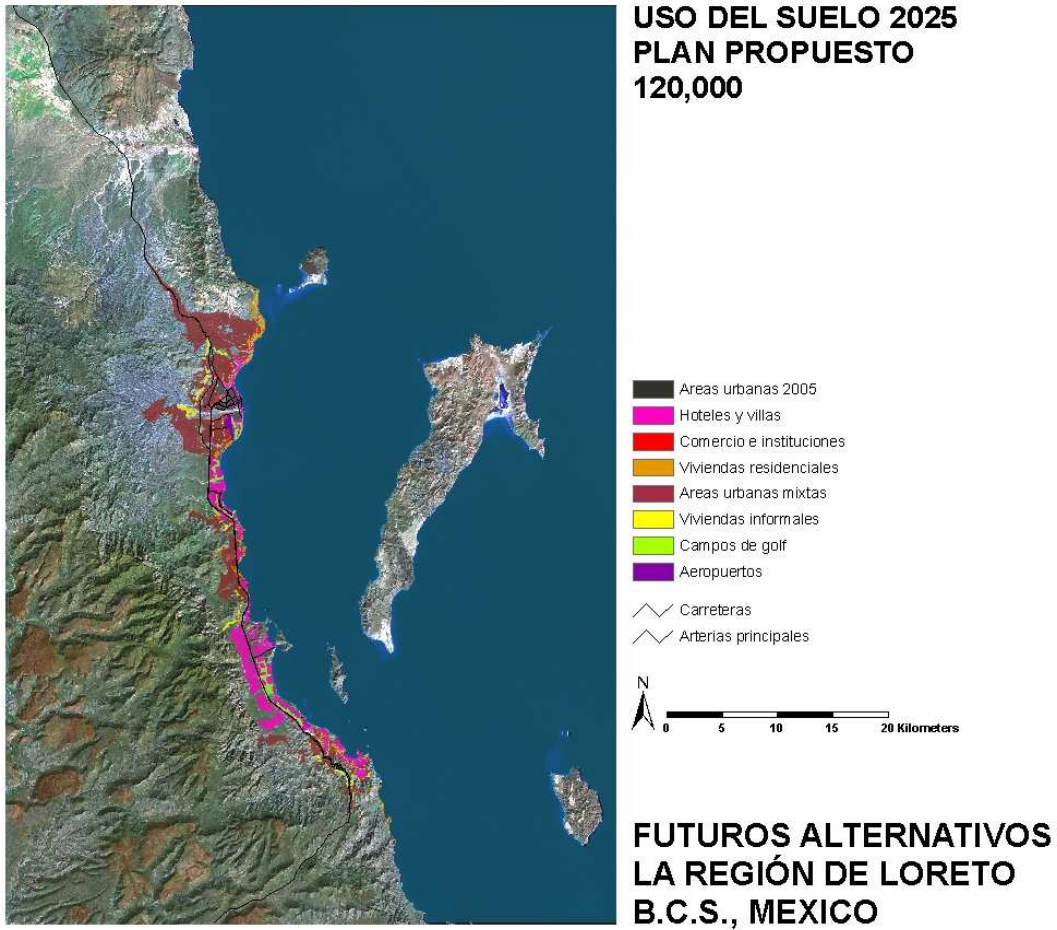 USO DEL SUELO 2025
PLAN PROPUESTO
120,000
Areas urbanas 2005
Hoteles y villas
Comercio e instituciones
Viviendas residenciales
Areas urbanas mixtas
Viviendas informales
Campos de golf
Aeropuertos
Carreteras
Arterias principales
N
0 5 10 15 20 Kilometers
FUTUROS ALTERNATIVOS
LA REGIÓN DE LORETO
B.C.S., MEXICO